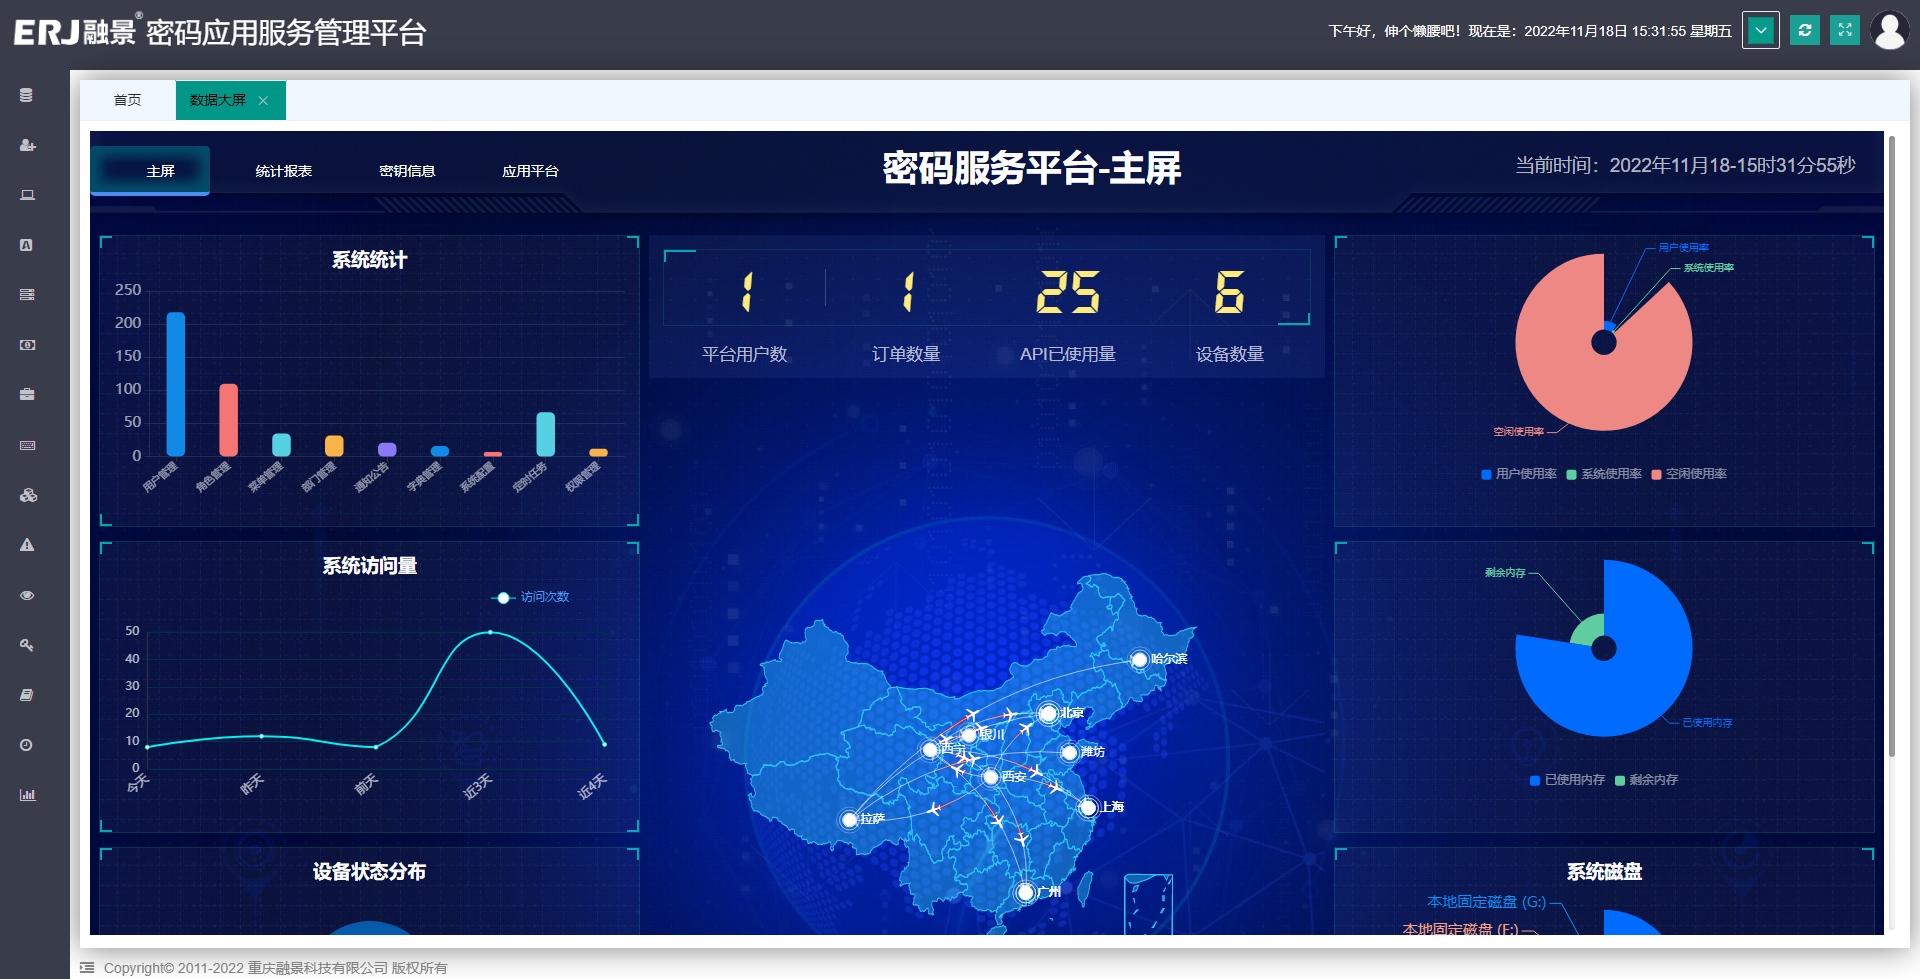 ERJ融景® 密码应用服务管理平台
下午好，伸个懒腰吧！现在是：2022年11月18日 15:31:55 星期五
首页
数据大屏
主屏
统计报表
密钥信息
应用平台
密码服务平台-主屏
当前时间：2022年11月18-15时31分55秒
系统统计
250
200
150
100
50
0
用户管理
角色管理
菜单管理
部门管理
通知公告
字典管理
系统配置
定时任务
权限管理
1
1
25
6
平台用户数
订单数量
API已使用量
设备数量
用户使用率
系统使用率
空闲使用率
用户使用率 系统使用率 空闲使用率
系统访问量
访问次数
50
40
30
20
10
0
今天
昨天
前天
近3天
近4天
哈尔滨
北京
银川
西宁
潍坊
西安
上海
拉萨
广州
剩余内存
已使用内存
已使用内存 剩余内存
设备状态分布
系统磁盘
本地固定磁盘 (G:)
本地固定磁盘 (F:)
Copyright© 2011-2022 重庆融景科技有限公司 版权所有